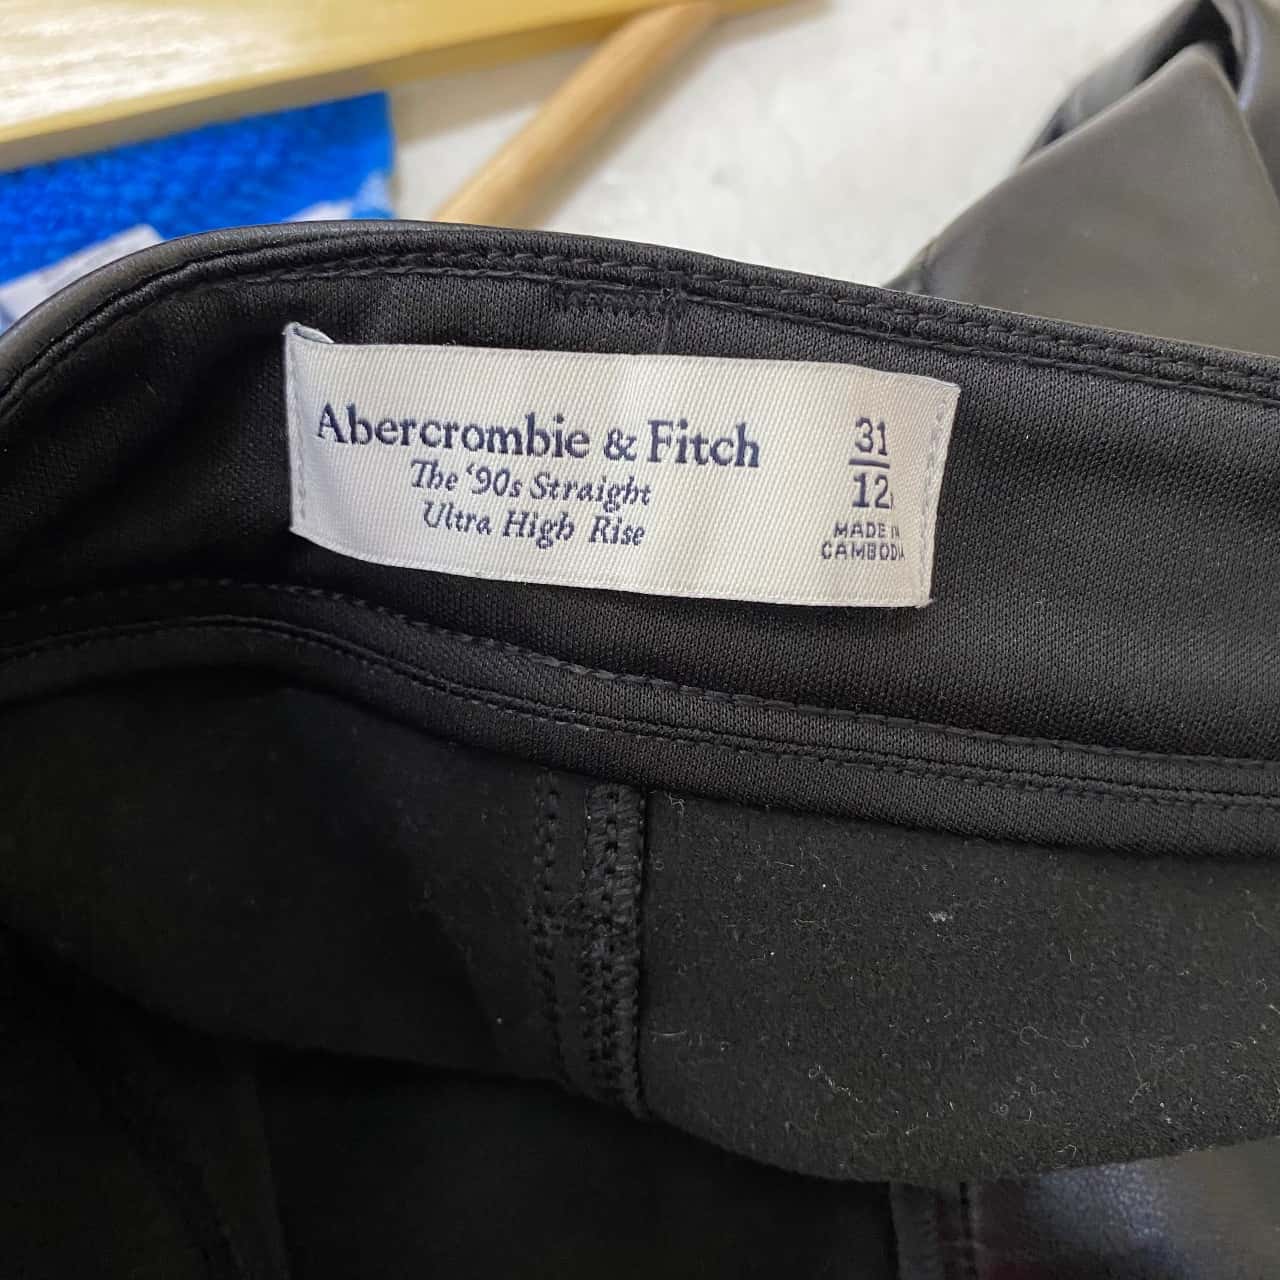 Abercrombie & Fitch
The ‘90s Straight
Ultra High Rise
31
12
MADE IN
CAMBODIA